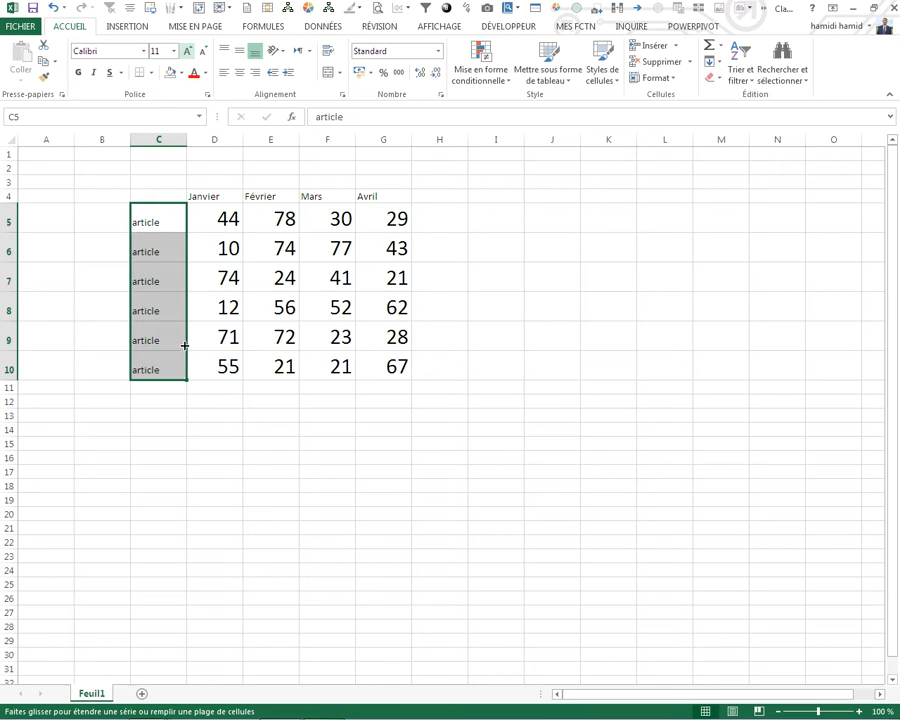 Cla...
FICHIER ACCUEIL INSERTION MISE EN PAGE FORMULES DONNÉES RÉVISION AFFICHAGE DÉVELOPPEUR MES FCTN INQUIRE POWERPIVOT hamidi hamid
Coller
Calibri 11
G I S
Standard
% 000
Mise en forme conditionnelle
Mettre sous forme de tableau
Styles de cellules
Insérer
Supprimer
Format
Trier et filtrer
Rechercher et sélectionner
Presse-papiers Police Alignement Nombre Style Cellules Édition
C5 fx article
A B C D E F G H I J K L M N O
1
2
3
4 Janvier Février Mars Avril
5 article 44 78 30 29
6 article 10 74 77 43
7 article 74 24 41 21
8 article 12 56 52 62
9 article 71 72 23 28
10 article 55 21 21 67
11
12
13
14
15
16
17
18
19
20
21
22
23
24
25
26
27
28
29
30
31
32
Feuil1
Faites glisser pour étendre une série ou remplir une plage de cellules 100 %